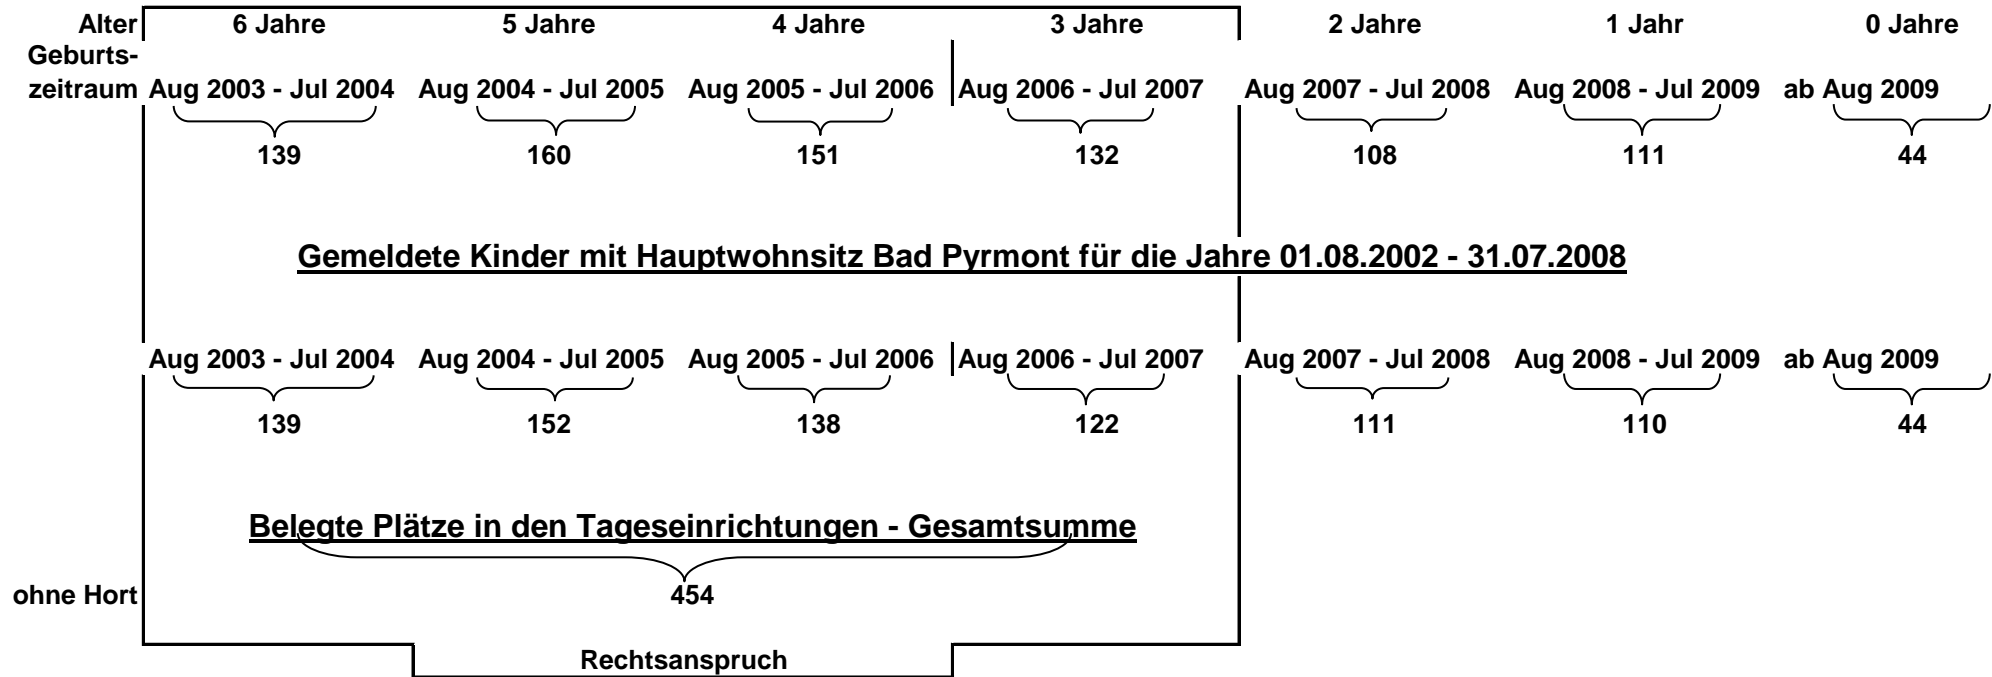 Alter 6 Jahre 5 Jahre 4 Jahre 3 Jahre 2 Jahre 1 Jahr 0 Jahre
Geburts-
zeitraum Aug 2003 - Jul 2004 Aug 2004 - Jul 2005 Aug 2005 - Jul 2006 Aug 2006 - Jul 2007 Aug 2007 - Jul 2008 Aug 2008 - Jul 2009 ab Aug 2009
139 160 151 132 108 111 44
Gemeldete Kinder mit Hauptwohnsitz Bad Pyrmont für die Jahre 01.08.2002 - 31.07.2008
Aug 2003 - Jul 2004 Aug 2004 - Jul 2005 Aug 2005 - Jul 2006 Aug 2006 - Jul 2007 Aug 2007 - Jul 2008 Aug 2008 - Jul 2009 ab Aug 2009
139 152 138 122 111 110 44
Belegte Plätze in den Tageseinrichtungen - Gesamtsumme
ohne Hort 454
Rechtsanspruch